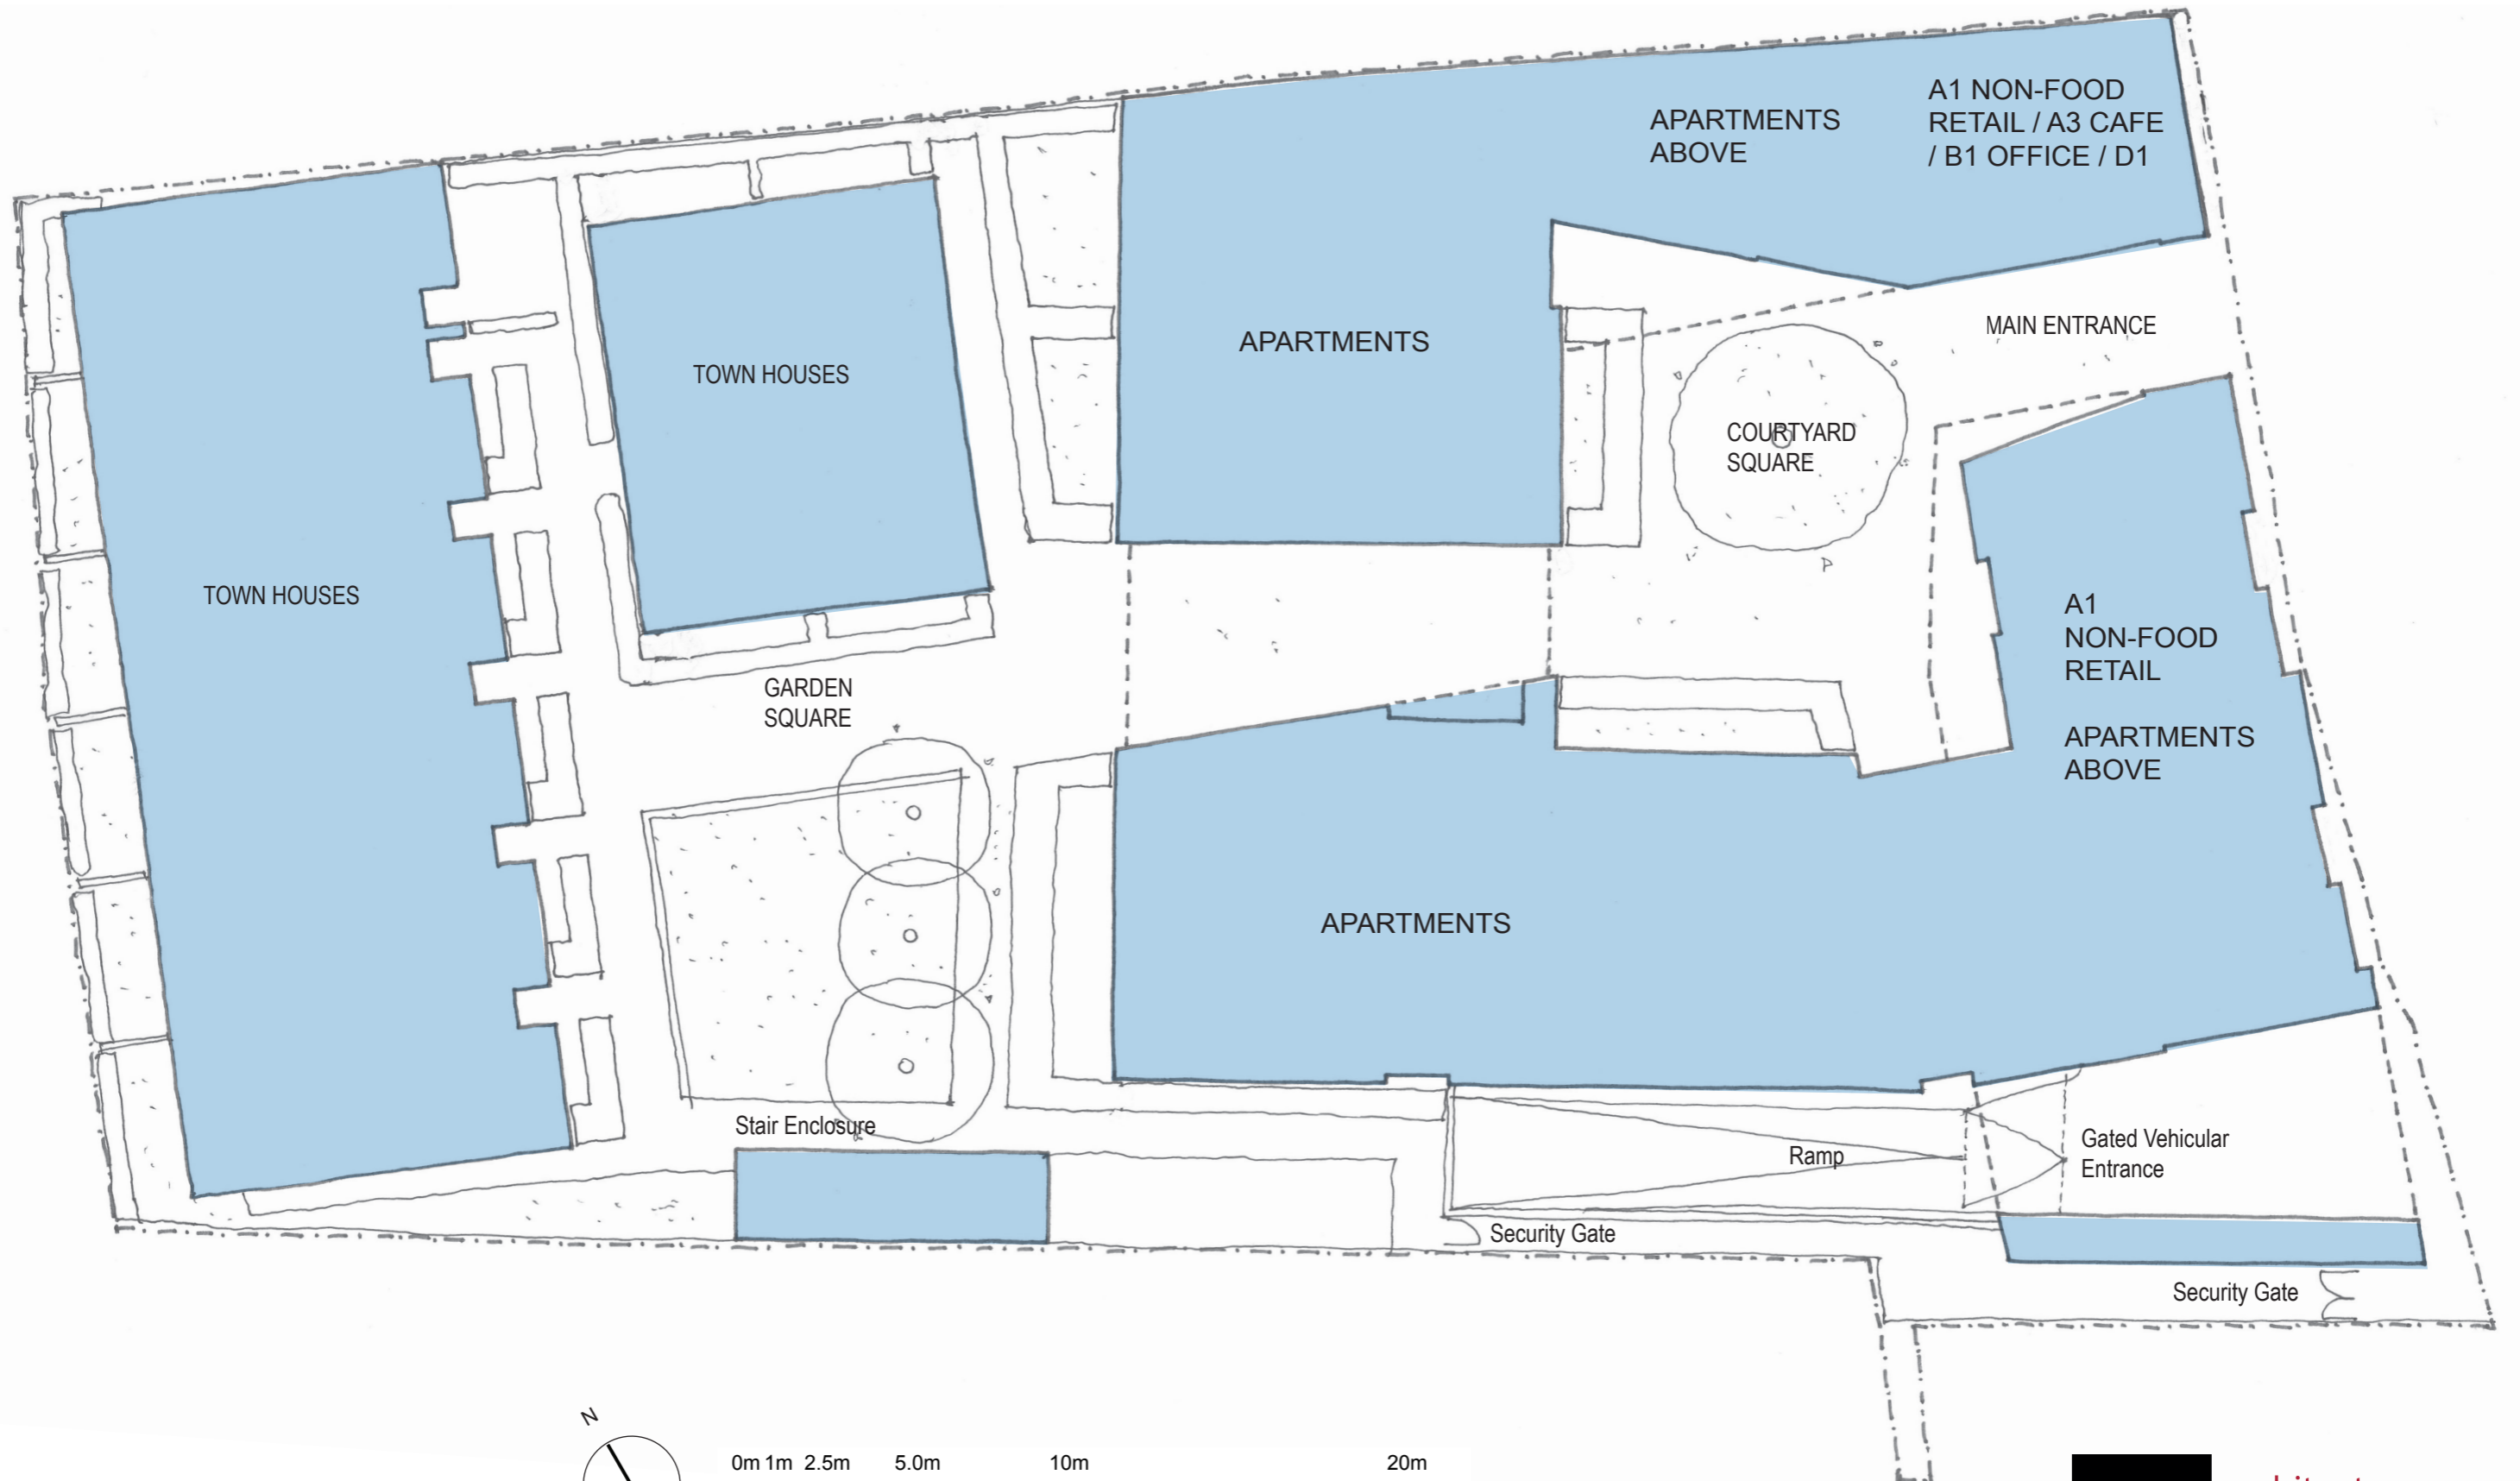 A1 NON-FOOD
RETAIL / A3 CAFE
/ B1 OFFICE / D1
APARTMENTS
ABOVE
MAIN ENTRANCE
APARTMENTS
TOWN HOUSES
COURTYARD
SQUARE
TOWN HOUSES
A1
NON-FOOD
RETAIL
APARTMENTS
ABOVE
GARDEN
SQUARE
APARTMENTS
Stair Enclosure
Ramp
Gated Vehicular
Entrance
Security Gate
Security Gate
N
0m 1m 2.5m 5.0m 10m 20m